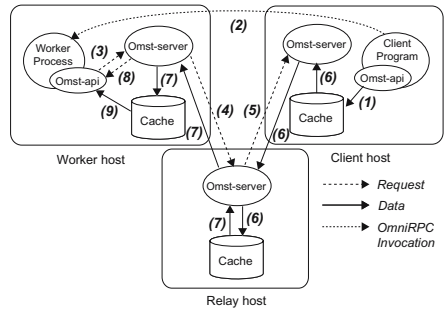 (2)
Worker
Process
Omst-api
(3)
(8)
Omst-server
(7)
(9)
Cache
Worker host
Omst-server
Client
Program
Omst-api
(6)
(1)
Cache
Client host
(4)
(5)
(7)
(6)
Omst-server
(7)
(6)
Cache
Relay host
Request
Data
OmniRPC
Invocation